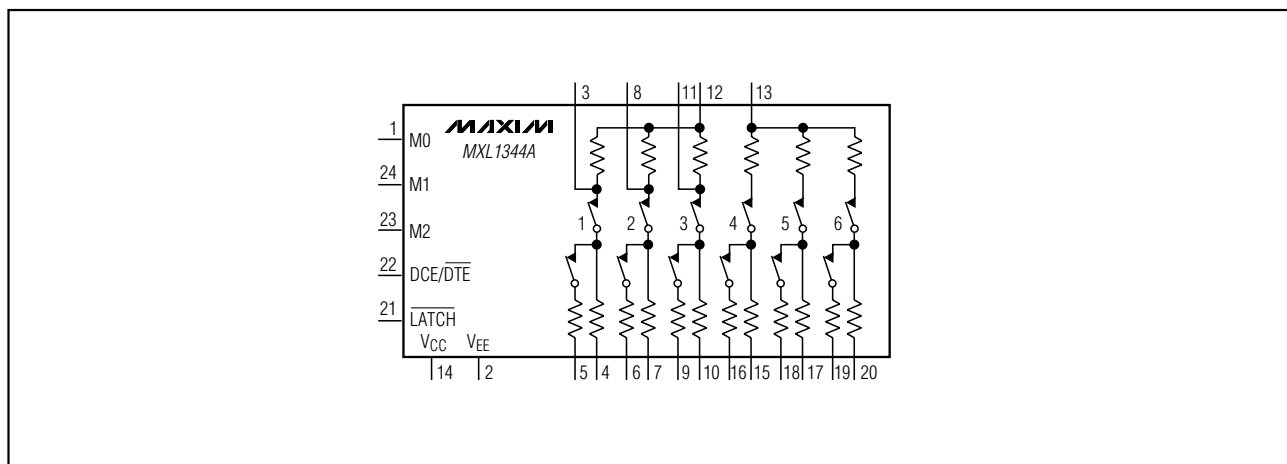 3 8 11 12 13
1 M0
MAXIM
MXL1344A
24 M1
23 M2
1 2 3 4 5 6
22 DCE/DTE
21 LATCH
VCC VEE
14 2 5 4 6 7 9 10 16 15 18 17 19 20